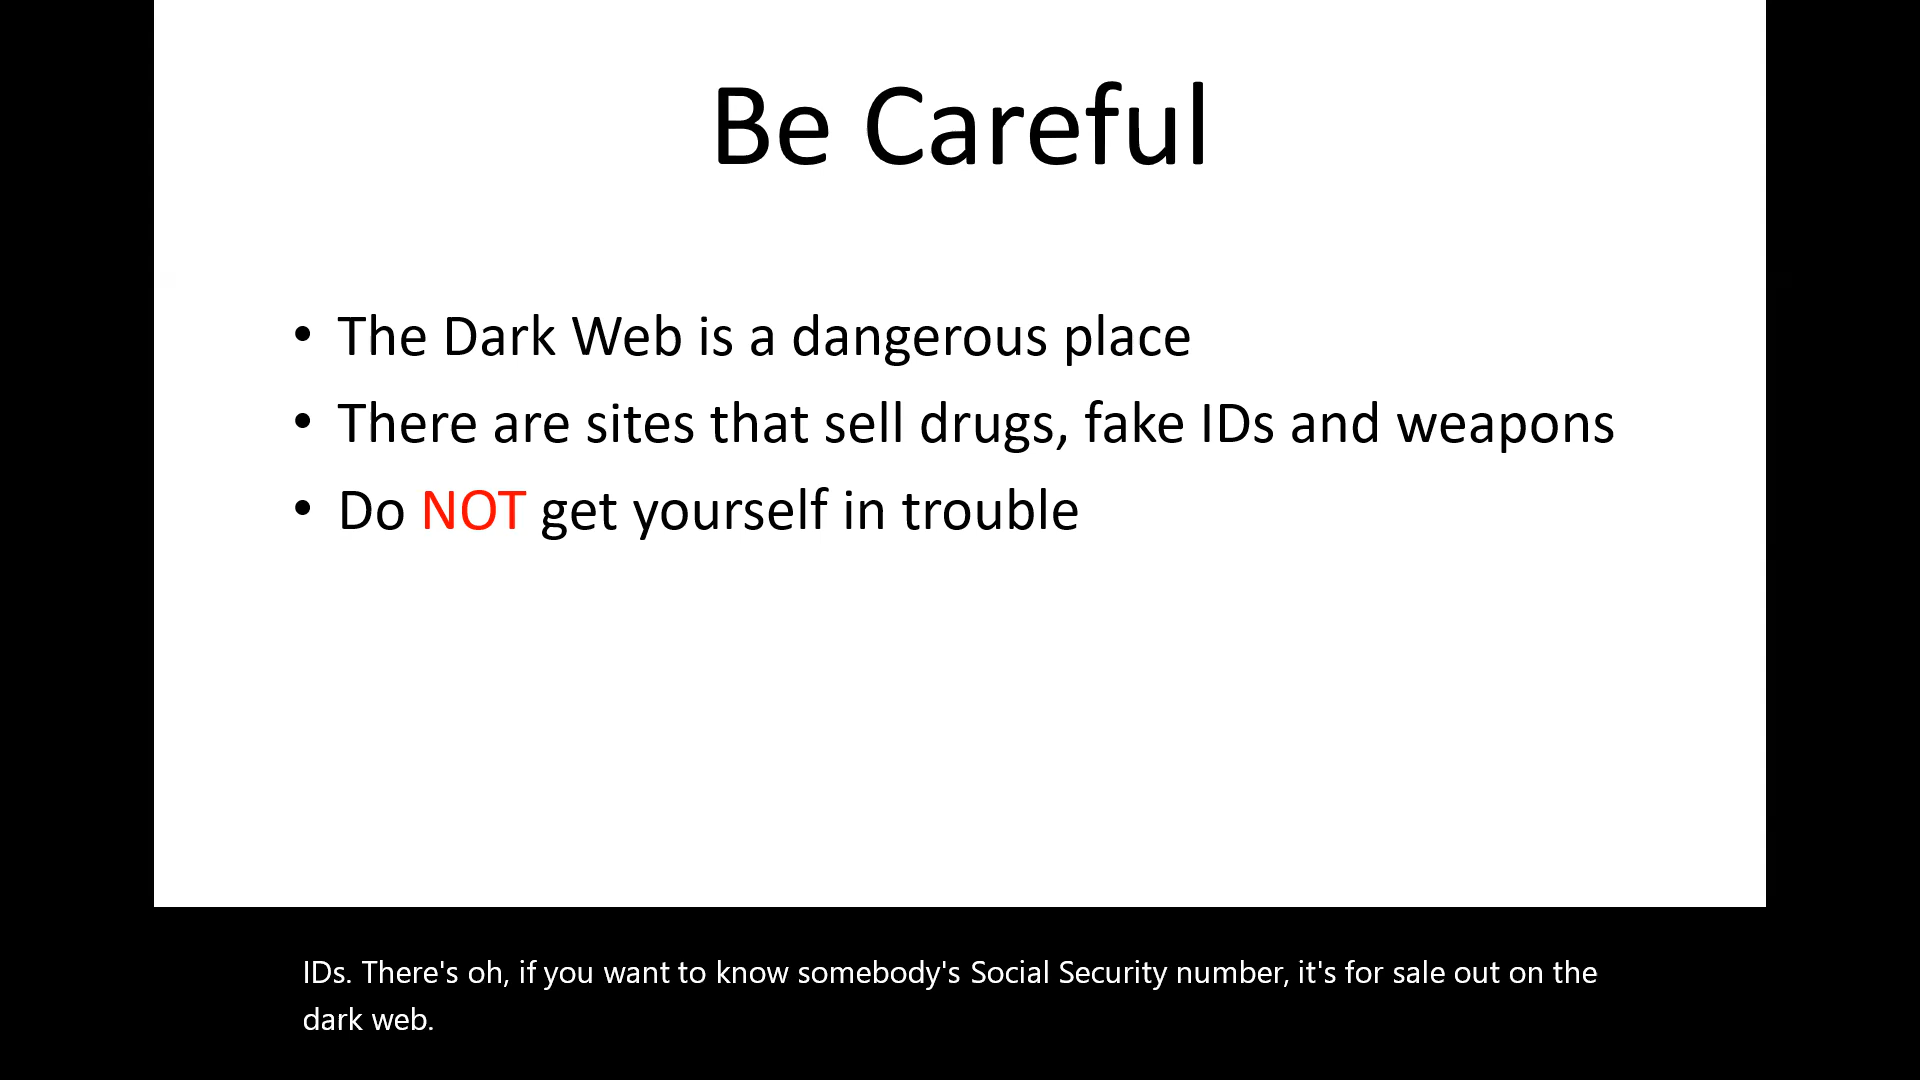 Be Careful
• The Dark Web is a dangerous place
• There are sites that sell drugs, fake IDs and weapons
• Do NOT get yourself in trouble
IDs. There's oh, if you want to know somebody's Social Security number, it's for sale out on the
dark web.